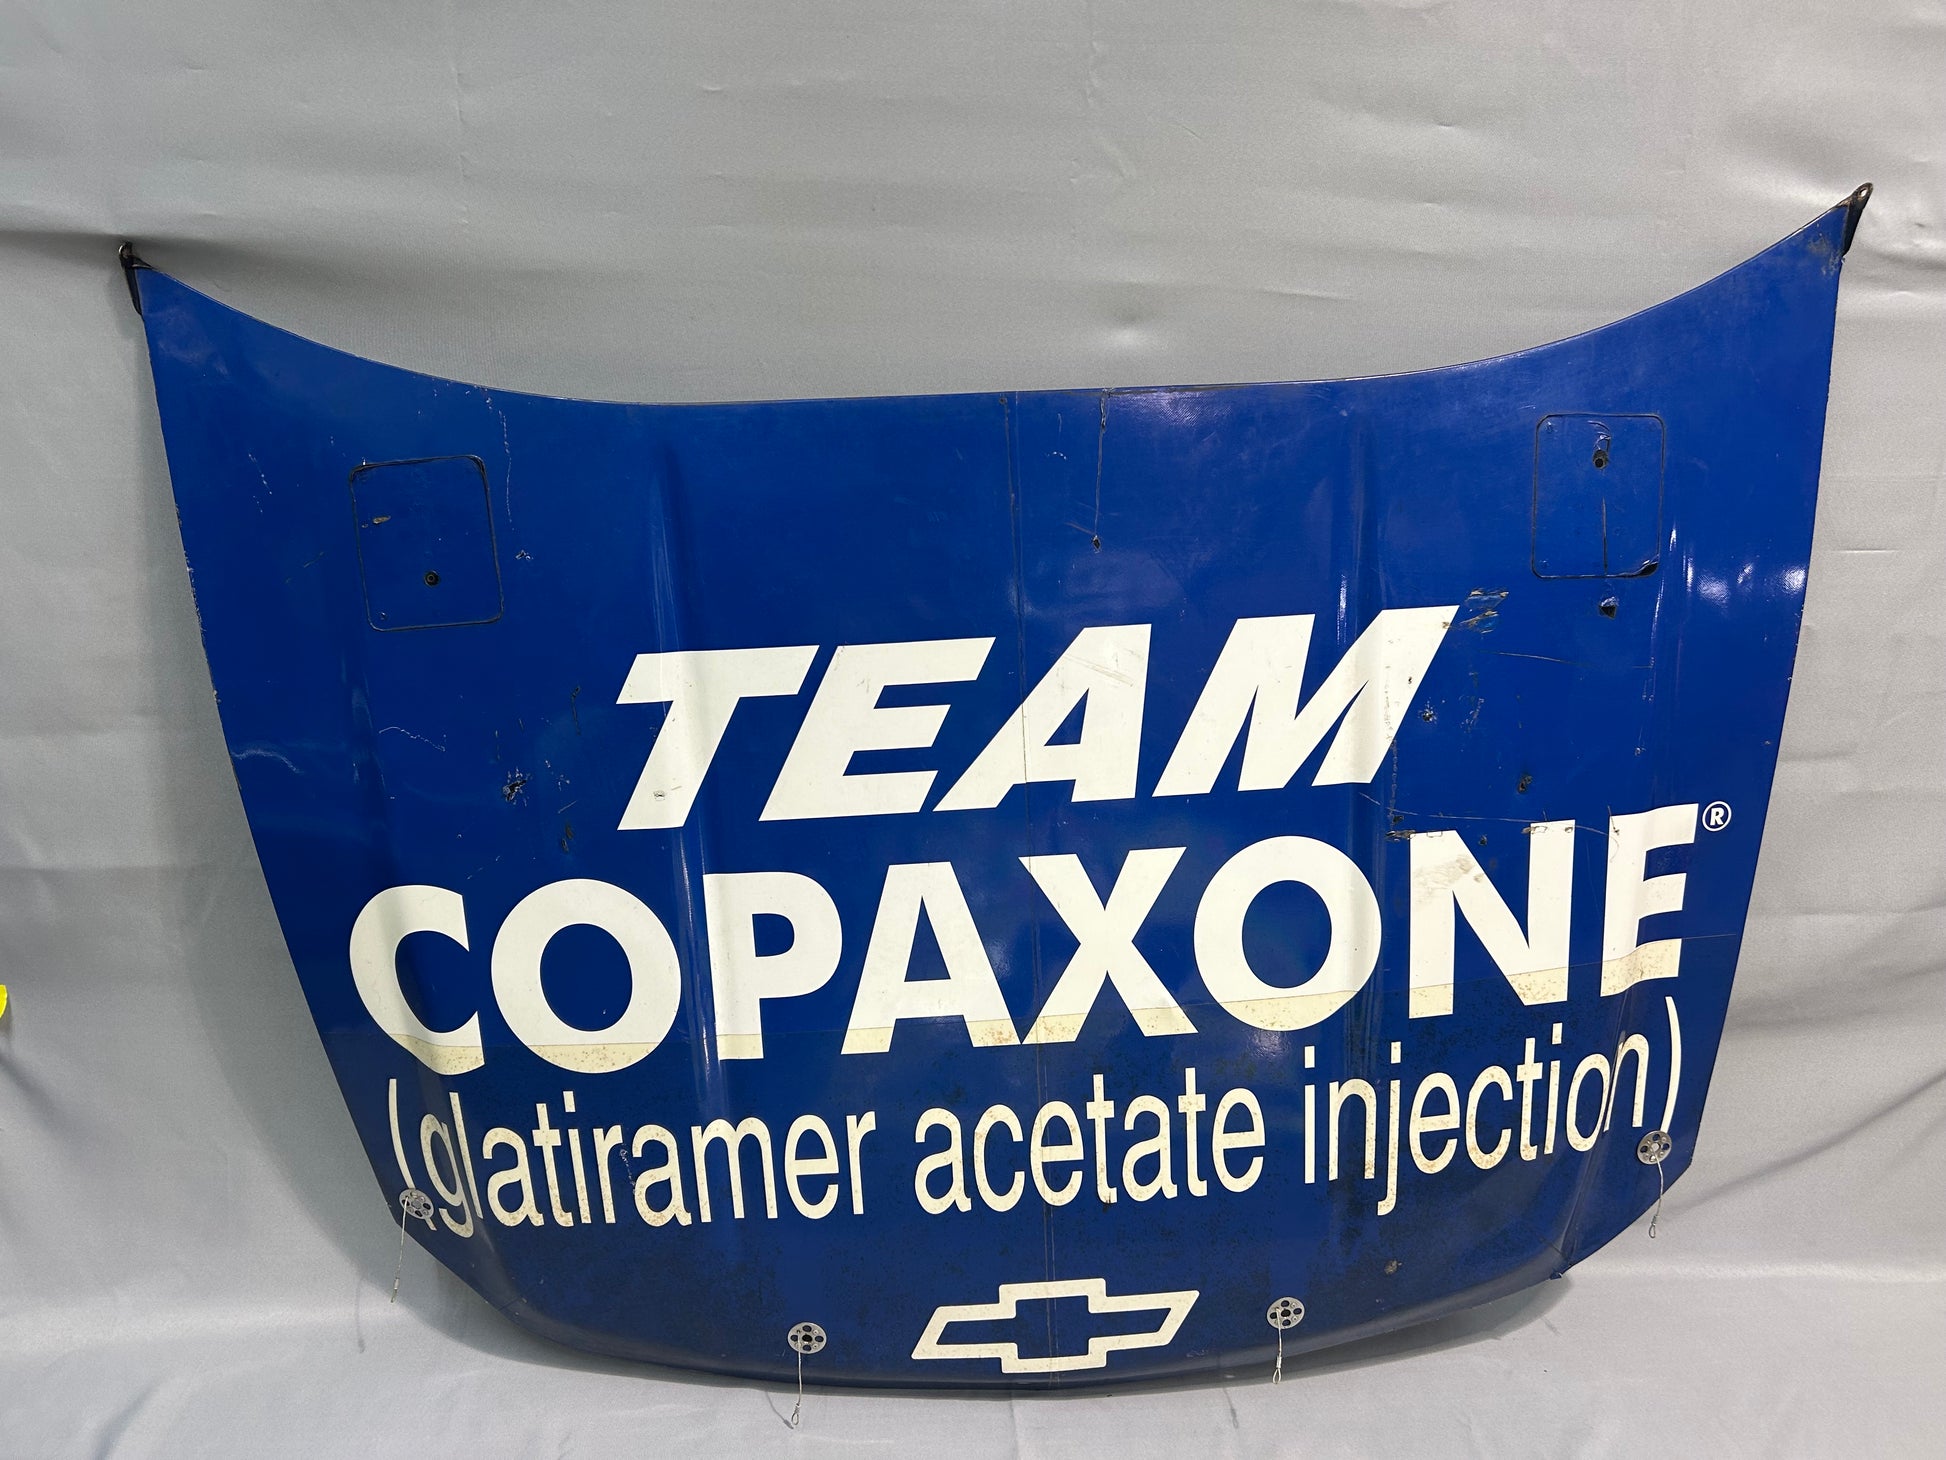 TEAM
COPAXONE®
(glatiramer acetate injection)